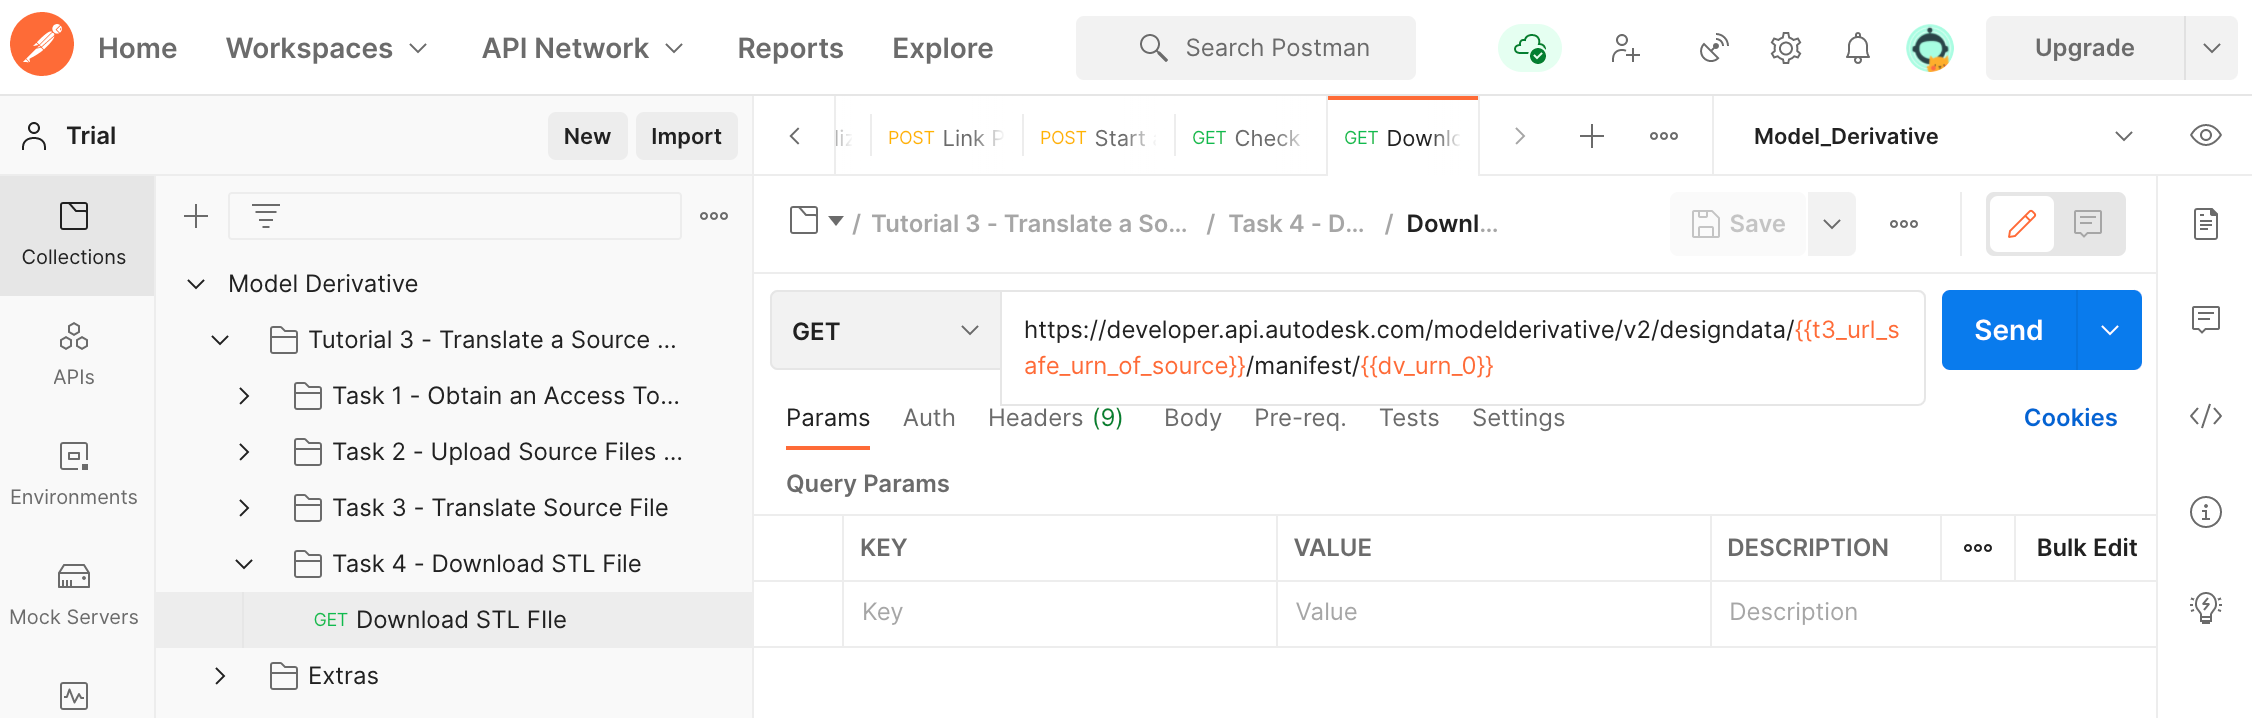 Home Workspaces API Network Reports Explore Search Postman Upgrade
Trial New Import
POST Link P POST Start GET Check GET Downlo Model_Derivative
/ Tutorial 3 - Translate a So... / Task 4 - D... / Downl...
Save
Collections
APIs
Environments
Mock Servers
Model Derivative
Tutorial 3 - Translate a Source ...
Task 1 - Obtain an Access To...
Task 2 - Upload Source Files ...
Task 3 - Translate Source File
Task 4 - Download STL File
GET Download STL FIle
Extras
GET
https://developer.api.autodesk.com/modelderivative/v2/designdata/{{t3_url_s
afe_urn_of_source}}/manifest/{{dv_urn_0}}
Send
Params Auth Headers (9) Body Pre-req. Tests Settings Cookies
Query Params
KEY VALUE DESCRIPTION Bulk Edit
Key Value Description